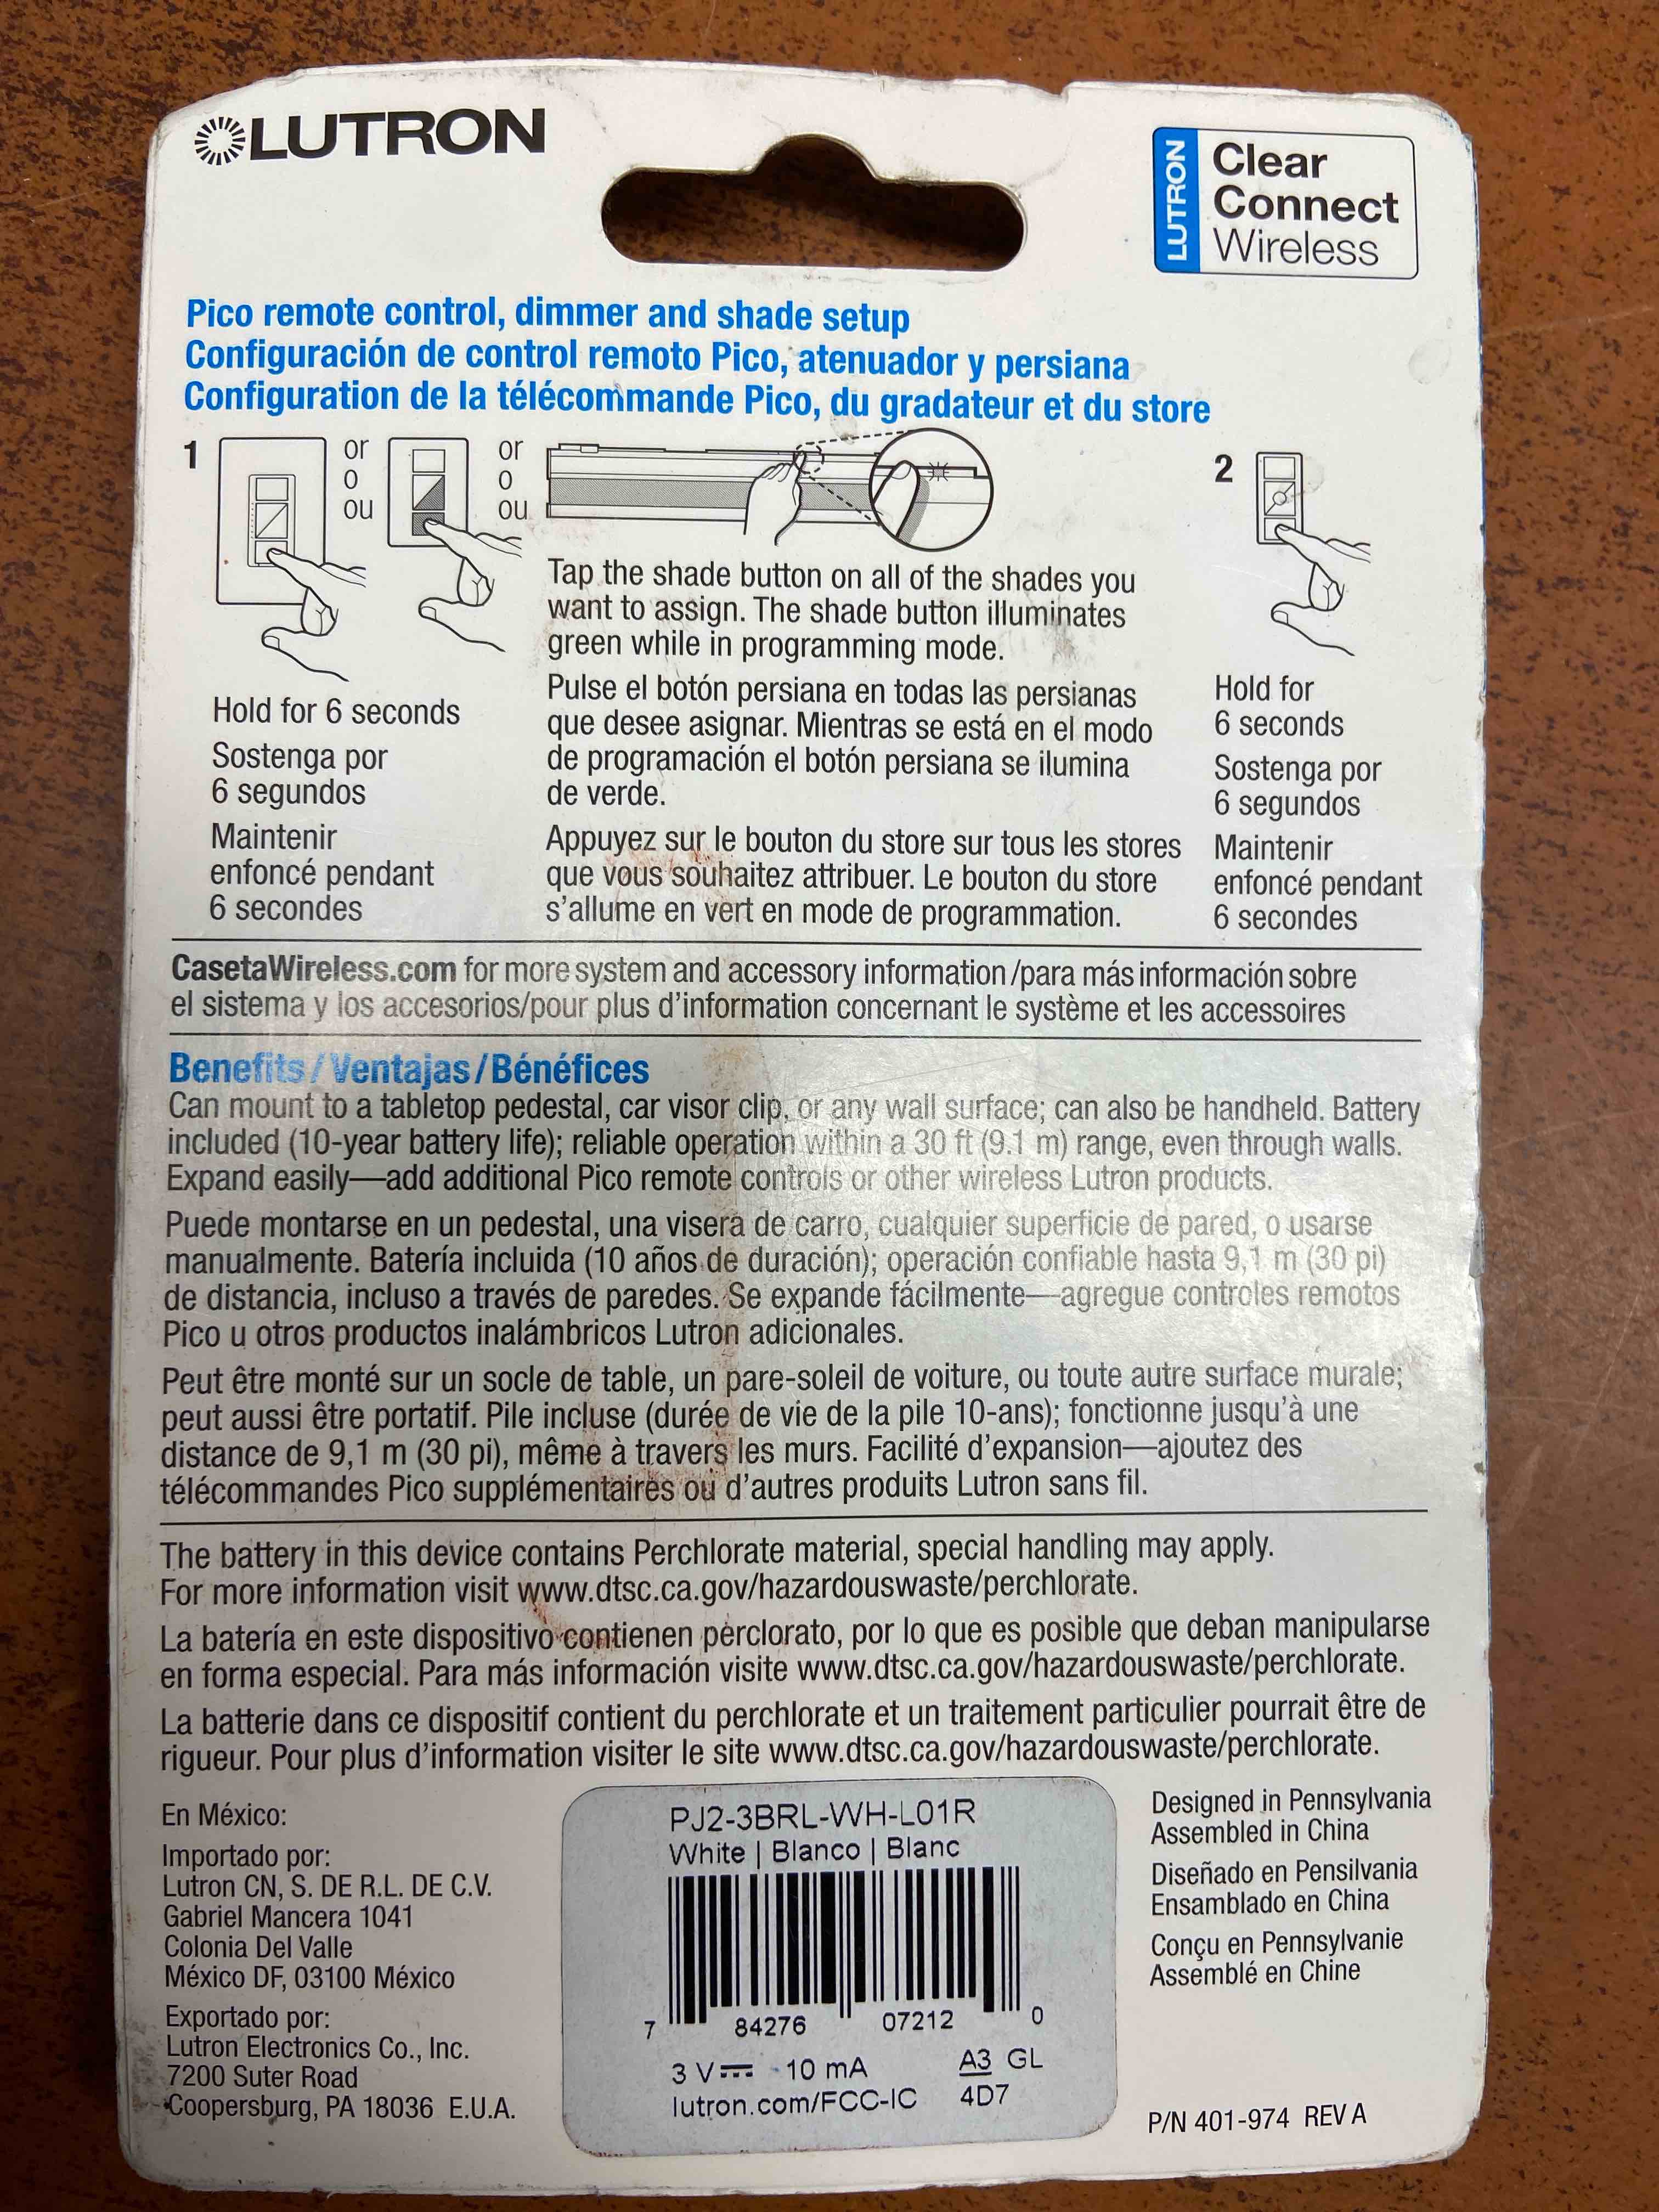 LUTRON
LUTRON
Clear
Connect
Wireless
Pico remote control, dimmer and shade setup
Configuración de control remoto Pico, atenuador y persiana
Configuration de la télécommande Pico, du gradateur et du store
1
or
o
ou
or
o
ou
2
Hold for 6 seconds
Sostenga por
6 segundos
Maintenir
enfoncé pendant
6 secondes
Tap the shade button on all of the shades you
want to assign. The shade button illuminates
green while in programming mode.
Pulse el botón persiana en todas las persianas
que desee asignar. Mientras se está en el modo
de programación el botón persiana se ilumina
de verde.
Appuyez sur le bouton du store sur tous les stores
que vous souhaitez attribuer. Le bouton du store
s'allume en vert en mode de programmation.
Hold for
6 seconds
Sostenga por
6 segundos
Maintenir
enfoncé pendant
6 secondes
CasetaWireless.com for more system and accessory information/para más información sobre
el sistema y los accesorios/pour plus d'information concernant le système et les accessoires
Benefits/Ventajas/Bénéfices
Can mount to a tabletop pedestal, car visor clip, or any wall surface; can also be handheld. Battery
included (10-year battery life); reliable operation within a 30 ft (9.1 m) range, even through walls.
Expand easily—add additional Pico remote controls or other wireless Lutron products.
Puede montarse en un pedestal, una visera de carro, cualquier superficie de pared, o usarse
manualmente. Batería incluida (10 años de duración); operación confiable hasta 9,1 m (30 pi)
de distancia, incluso a través de paredes. Se expande fácilmente—agregue controles remotos
Pico u otros productos inalámbricos Lutron adicionales.
Peut être monté sur un socle de table, un pare-soleil de voiture, ou toute autre surface murale;
peut aussi être portatif. Pile incluse (durée de vie de la pile 10-ans); fonctionne jusqu'à une
distance de 9,1 m (30 pi), même à travers les murs. Facilité d'expansion—ajoutez des
télécommandes Pico supplémentaires ou d'autres produits Lutron sans fil.
The battery in this device contains Perchlorate material, special handling may apply.
For more information visit www.dtsc.ca.gov/hazardouswaste/perchlorate.
La batería en este dispositivo contienen perclorato, por lo que es posible que deban manipularse
en forma especial. Para más información visite www.dtsc.ca.gov/hazardouswaste/perchlorate.
La batterie dans ce dispositif contient du perchlorate et un traitement particulier pourrait être de
rigueur. Pour plus d'information visiter le site www.dtsc.ca.gov/hazardouswaste/perchlorate.
En México:
Importado por:
Lutron CN, S. DE R.L. DE C.V.
Gabriel Mancera 1041
Colonia Del Valle
México DF, 03100 México
Exportado por:
Lutron Electronics Co., Inc.
7200 Suter Road
Coopersburg, PA 18036 E.U.A.
PJ2-3BRL-WH-L01R
White | Blanco | Blanc
7 84276 07212 0
3 V⎓ 10 mA A3 GL
lutron.com/FCC-IC 4D7
Designed in Pennsylvania
Assembled in China
Diseñado en Pensilvania
Ensamblado en China
Conçu en Pennsylvanie
Assemblé en Chine
P/N 401-974 REV A